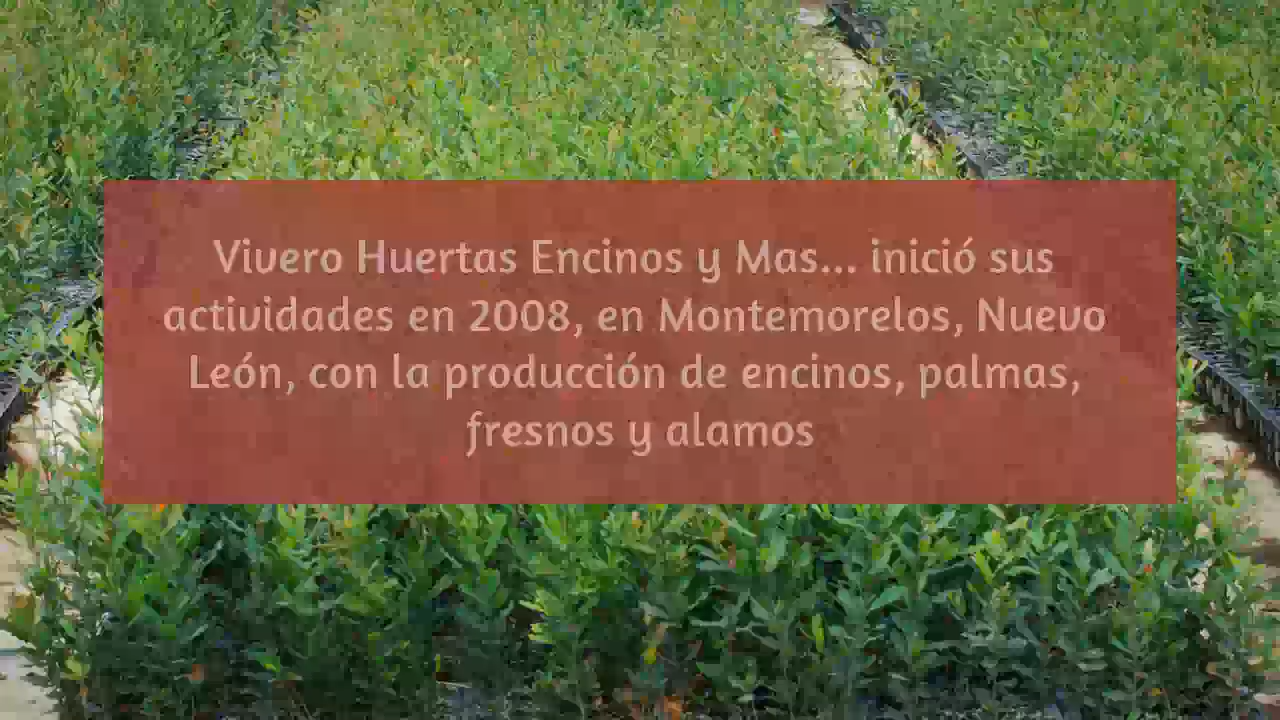 Vivero Huertas Encinos y Mas... inició sus
actividades en 2008, en Montemorelos, Nuevo
León, con la producción de encinos, palmas,
fresnos y alamos